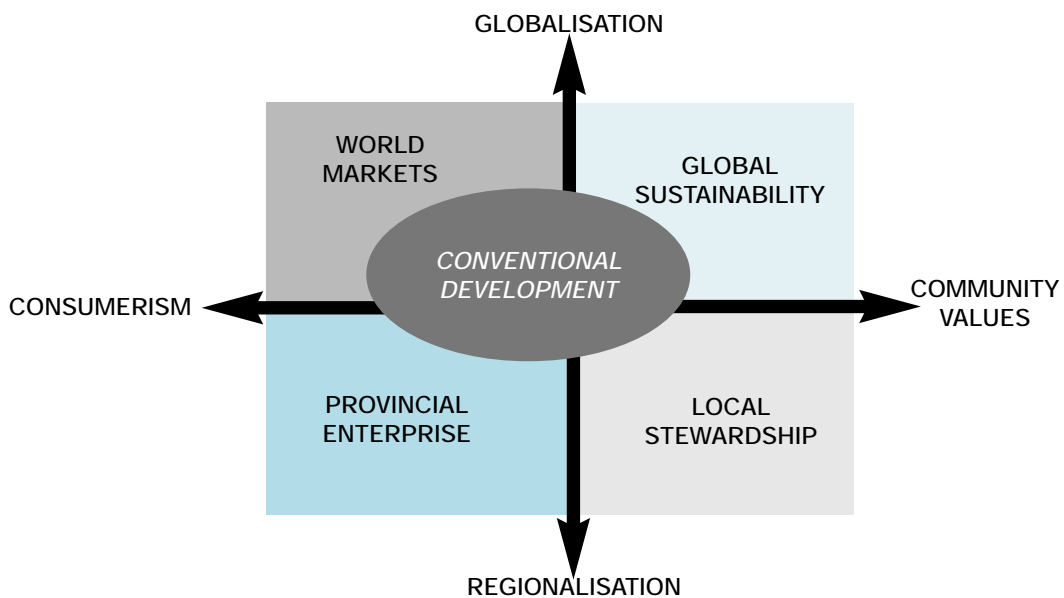 GLOBALISATION
WORLD
MARKETS
GLOBAL
SUSTAINABILITY
CONVENTIONAL
DEVELOPMENT
CONSUMERISM
COMMUNITY
VALUES
PROVINCIAL
ENTERPRISE
LOCAL
STEWARDSHIP
REGIONALISATION